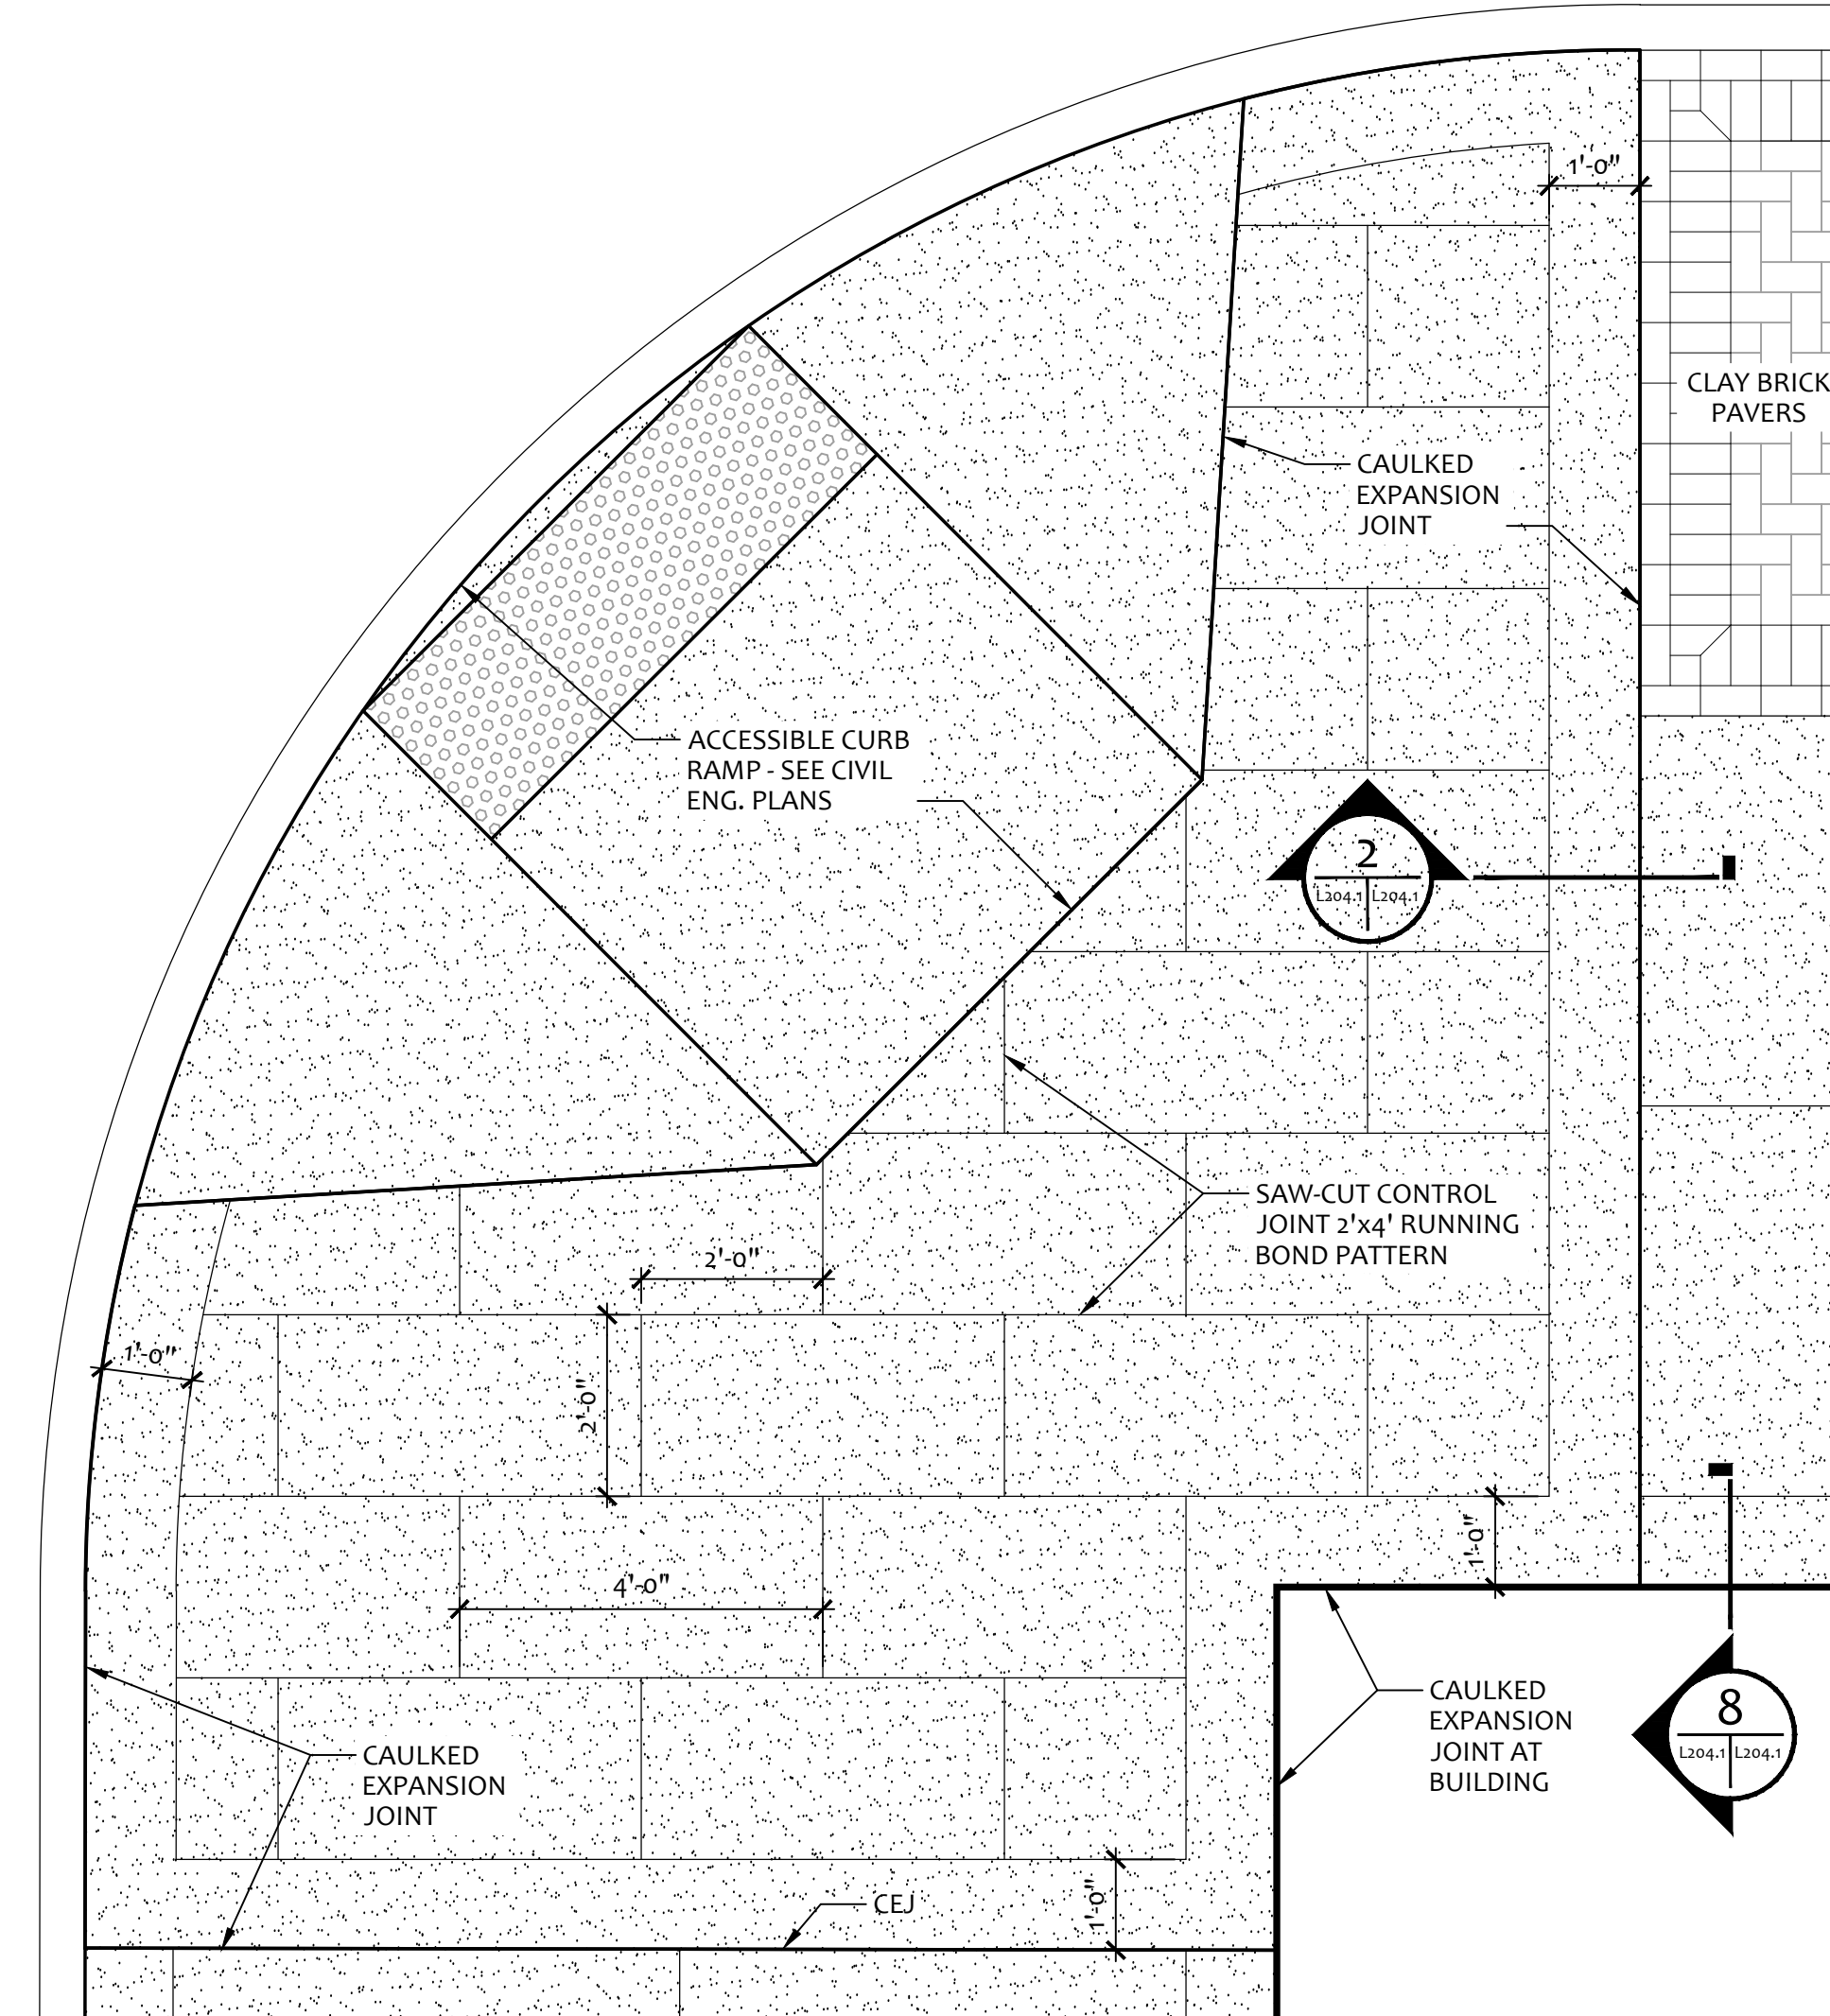 1'-0"
CLAY BRICK
PAVERS
CAULKED
EXPANSION
JOINT
ACCESSIBLE CURB
RAMP - SEE CIVIL
ENG. PLANS
2
L204.1 L204.1
SAW-CUT CONTROL
JOINT 2'x4' RUNNING
BOND PATTERN
2'-0"
1'-0"
2'-0"
1'-0"
4'-0"
CAULKED
EXPANSION
JOINT AT
BUILDING
8
L204.1 L204.1
CAULKED
EXPANSION
JOINT
CEJ
1'-0"